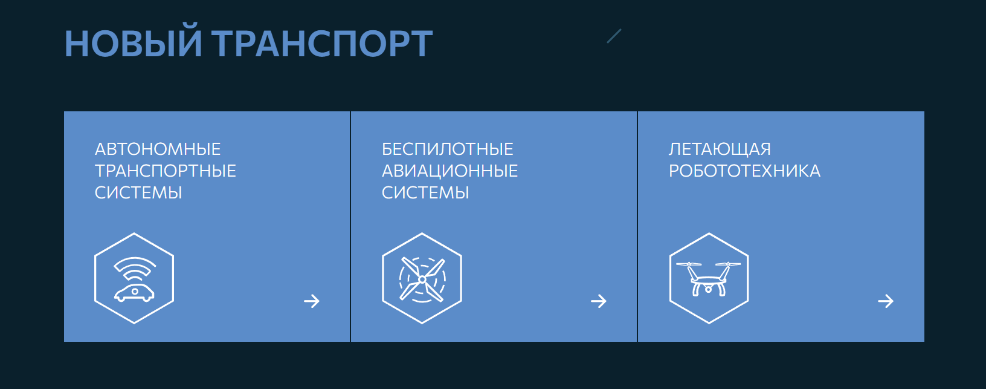 НОВЫЙ ТРАНСПОРТ
АВТОНОМНЫЕ
ТРАНСПОРТНЫЕ
СИСТЕМЫ
БЕСПИЛОТНЫЕ
АВИАЦИОННЫЕ
СИСТЕМЫ
ЛЕТАЮЩАЯ
РОБОТОТЕХНИКА